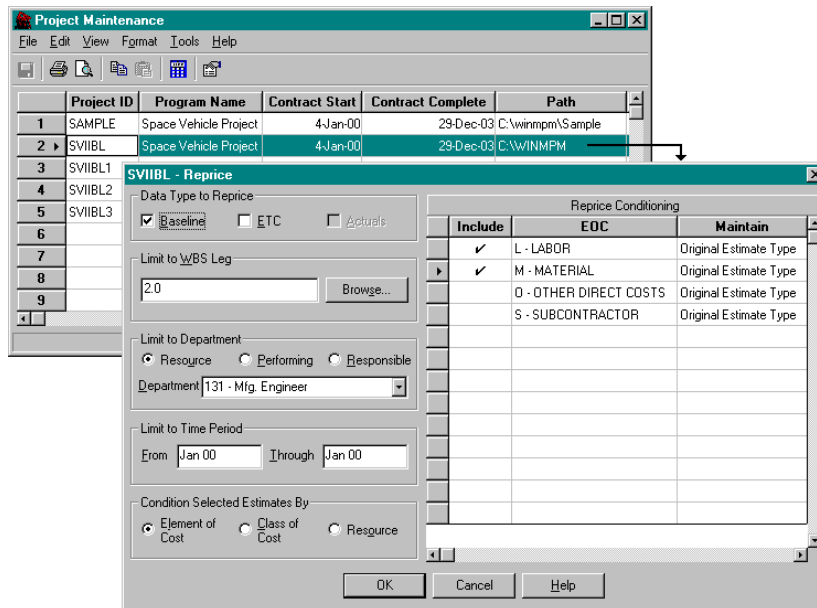 Project Maintenance
File Edit View Format Tools Help
Project ID Program Name Contract Start Contract Complete Path
1 SAMPLE Space Vehicle Project 4-Jan-00 29-Dec-03 C:\winmpm\Sample
2 SVIIBL Space Vehicle Project 4-Jan-00 29-Dec-03 C:\WINMPM
3 SVIIBL1
4 SVIIBL2
5 SVIIBL3
6
7
8
9
SVIIBL - Reprice
Data Type to Reprice
Baseline ETC Actuals
Limit to WBS Leg
2.0 Browse...
Limit to Department
Resource Performing Responsible
Department 131 - Mfg. Engineer
Limit to Time Period
From Jan 00 Through Jan 00
Condition Selected Estimates By
Element of Cost Class of Cost Resource
Reprice Conditioning
Include EOC Maintain
L - LABOR Original Estimate Type
M - MATERIAL Original Estimate Type
O - OTHER DIRECT COSTS Original Estimate Type
S - SUBCONTRACTOR Original Estimate Type
OK Cancel Help